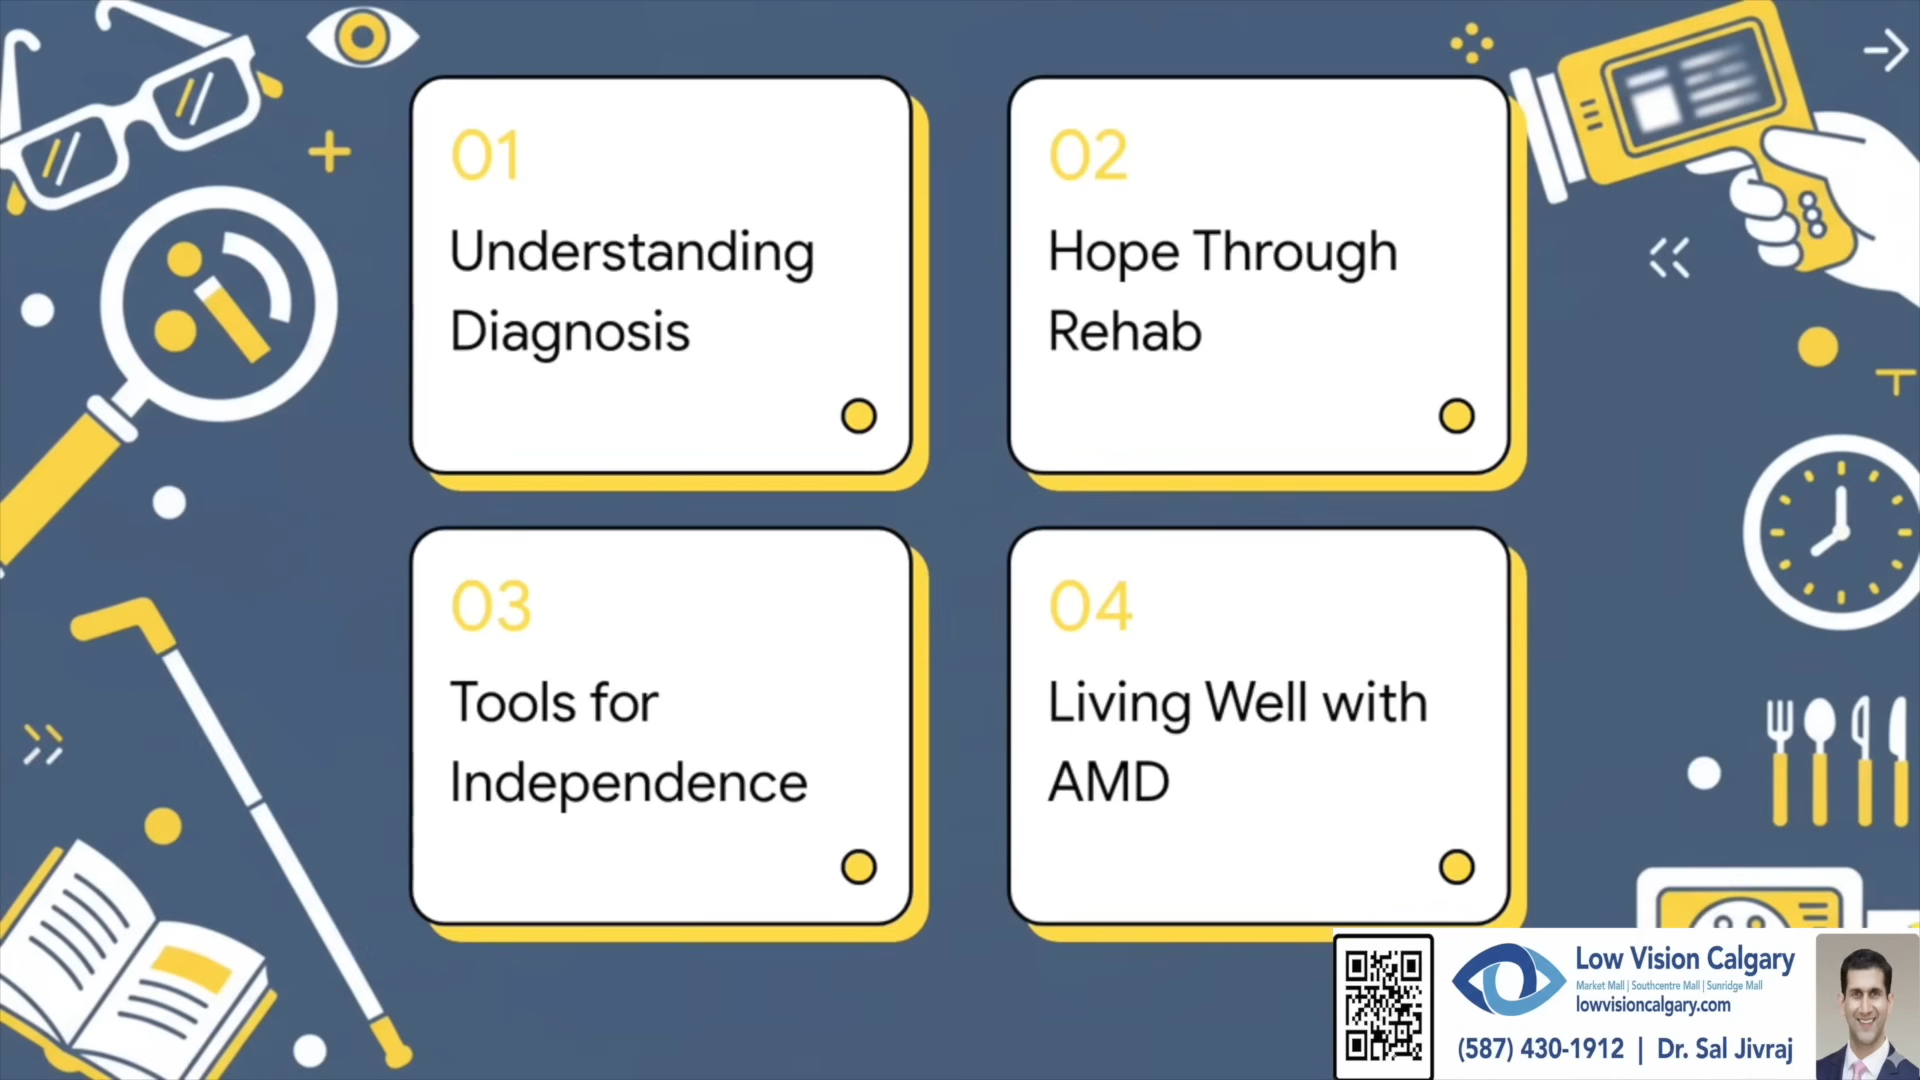 01
Understanding
Diagnosis
02
Hope Through
Rehab
03
Tools for
Independence
04
Living Well with
AMD
Low Vision Calgary
Market Mall | Southcentre Mall | Sunridge Mall
lowvisioncalgary.com
(587) 430-1912 | Dr. Sal Jivraj